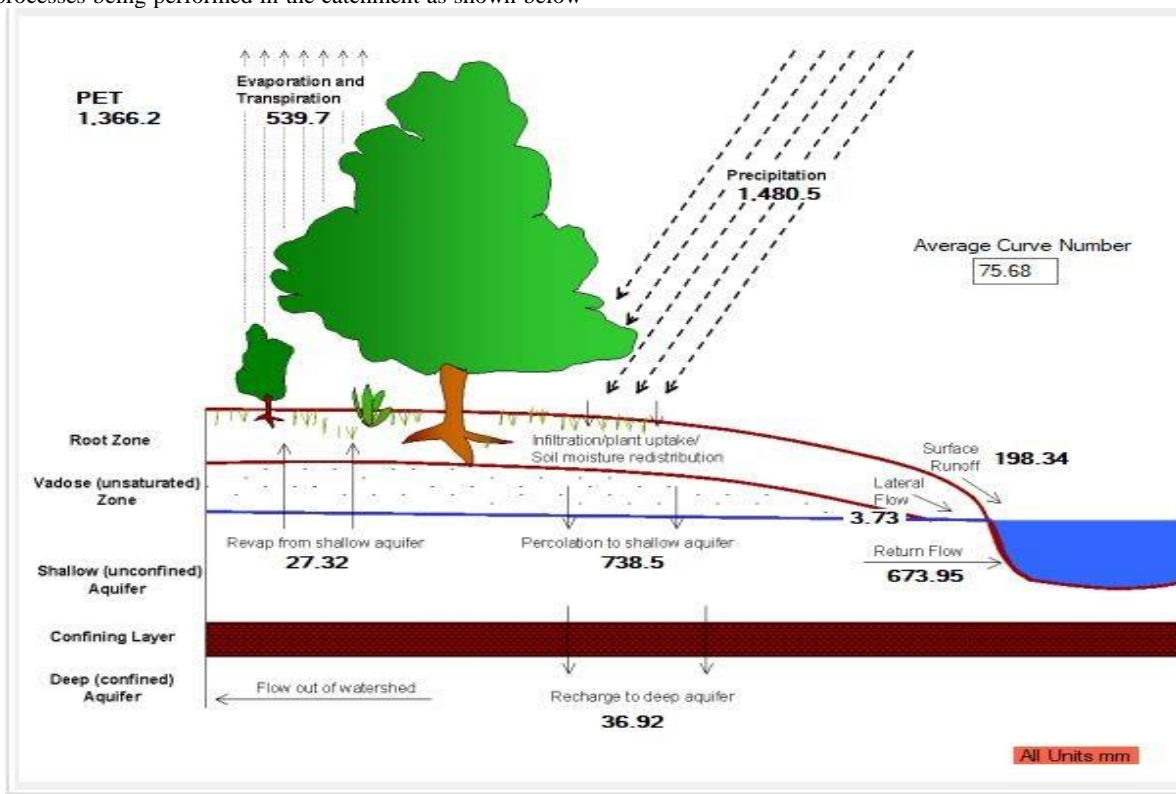 processes being performed in the catchment as shown below
PET
1,366.2
Evaporation and
Transpiration
539.7
Precipitation
1,480.5
Average Curve Number
75.68
Root Zone
Infiltration/plant uptake/
Soil moisture redistribution
Surface
Runoff
198.34
Vadose (unsaturated)
Zone
Lateral
Flow
3.73
Revap from shallow aquifer
27.32
Percolation to shallow aquifer
738.5
Return Flow
673.95
Shallow (unconfined)
Aquifer
Confining Layer
Deep (confined)
Aquifer
Flow out of watershed
Recharge to deep aquifer
36.92
All Units mm